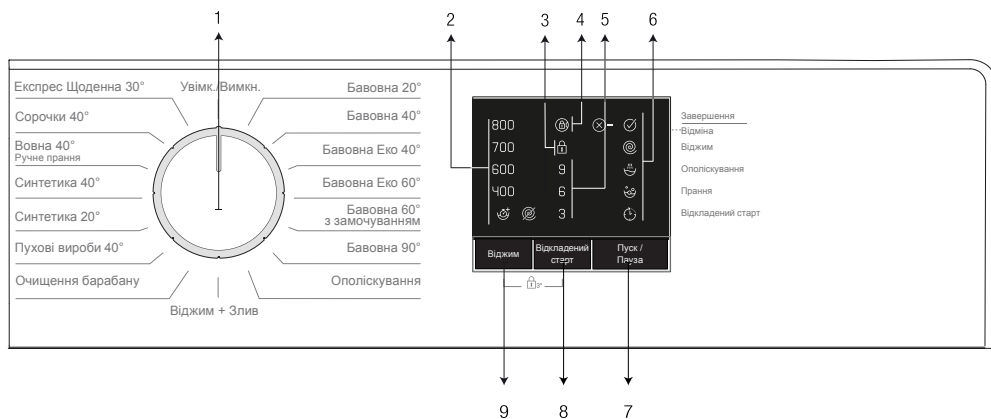 1
2
3
4
5
6
Експрес Щоденна 30°
Сорочки 40°
Вовна 40°
Ручне прання
Синтетика 40°
Синтетика 20°
Пухові вироби 40°
Очищення барабану
Увімк./Вимкн.
Віджим + Злив
Бавовна 20°
Бавовна 40°
Бавовна Еко 40°
Бавовна Еко 60°
Бавовна 60°
з замочуванням
Бавовна 90°
Ополіскування
800
700
600
400
9
6
3
Завершення
Відміна
Віджим
Ополіскування
Прання
Відкладений старт
Віджим
Відкладений
старт
Пуск /
Пауза
3"
9
8
7